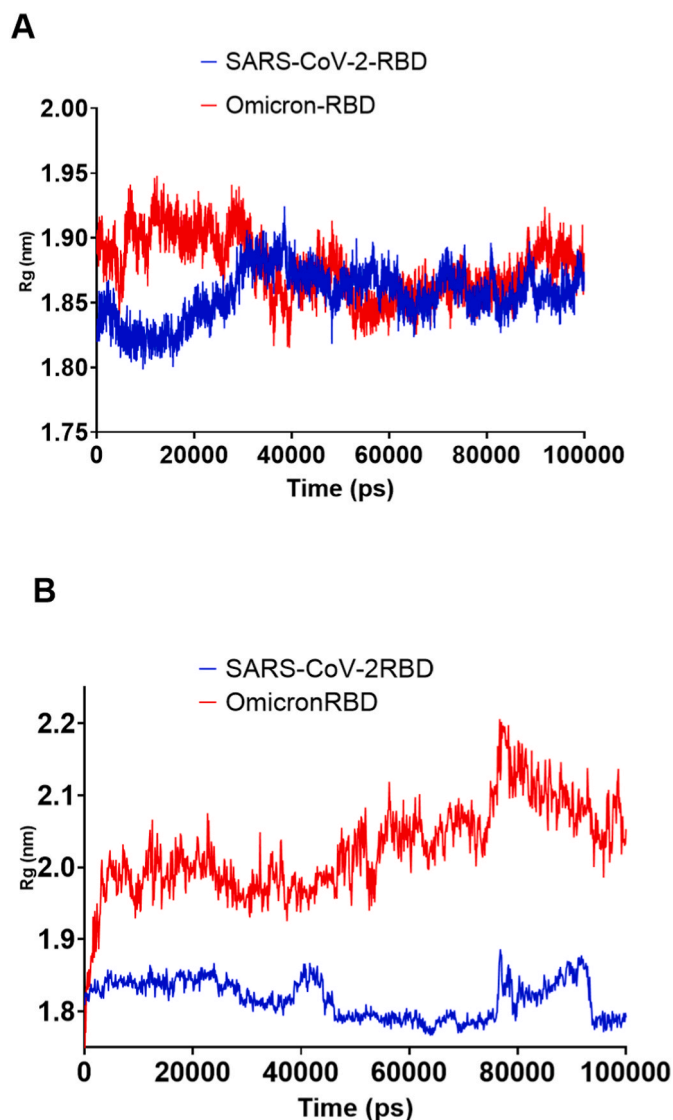 A
SARS-CoV-2-RBD
Omicron-RBD
2.00
1.95
1.90
1.85
1.80
1.75
Rg (nm)
0 20000 40000 60000 80000 100000
Time (ps)
B
SARS-CoV-2RBD
OmicronRBD
2.2
2.1
2.0
1.9
1.8
Rg (nm)
0 20000 40000 60000 80000 100000
Time (ps)